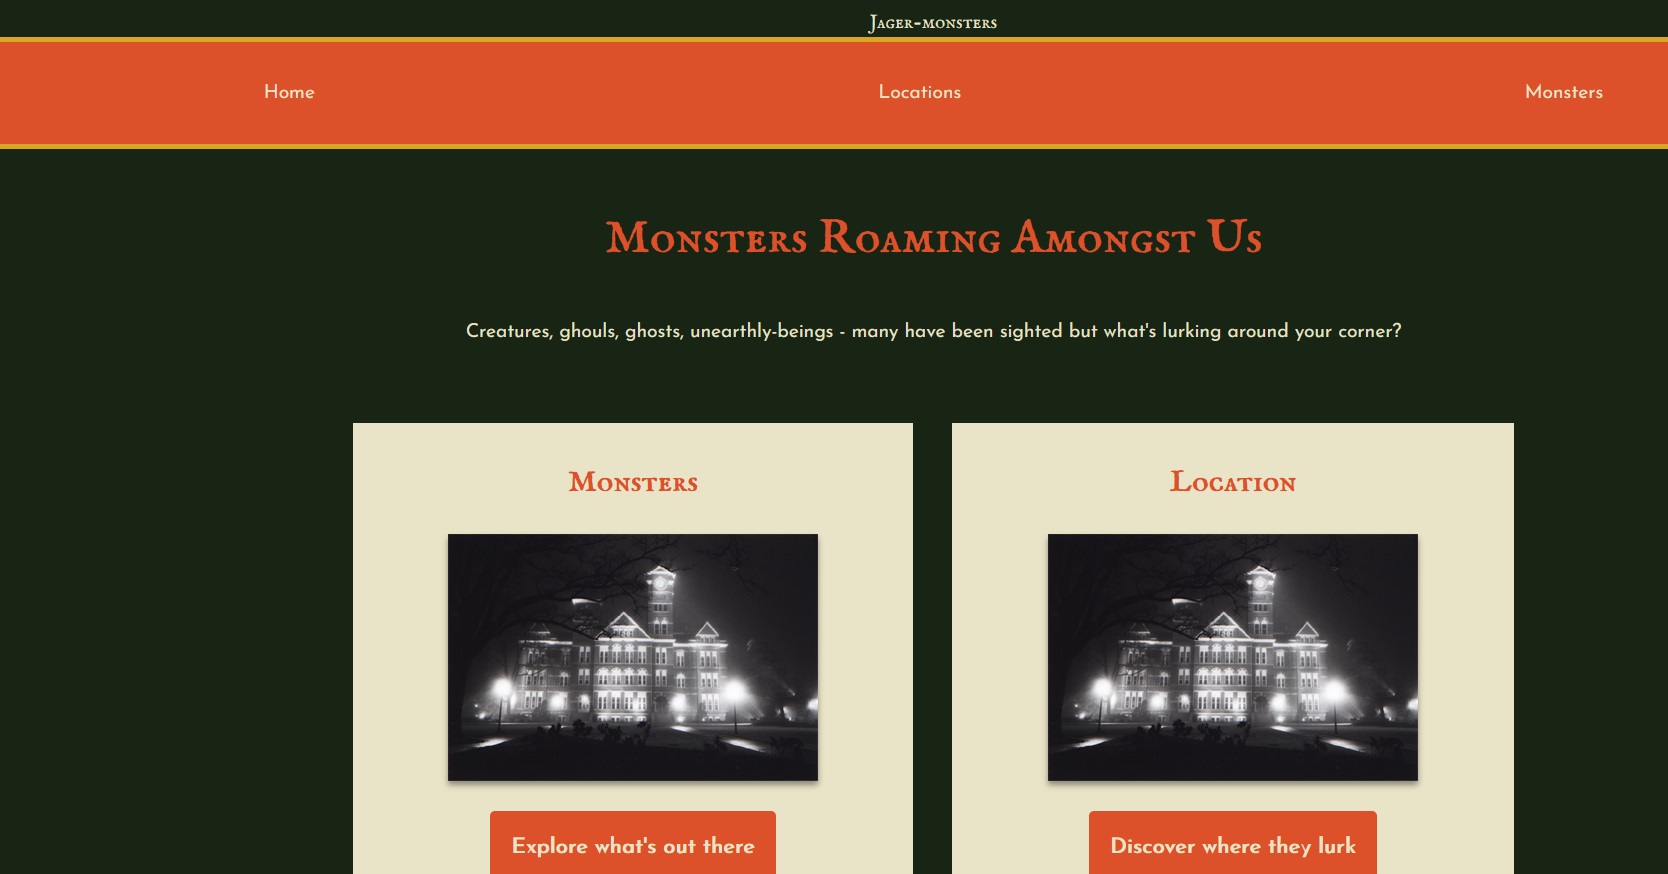 Jager-monsters
Home Locations Monsters
Monsters Roaming Amongst Us
Creatures, ghouls, ghosts, unearthly-beings - many have been sighted but what's lurking around your corner?
Monsters
Location
Explore what's out there
Discover where they lurk